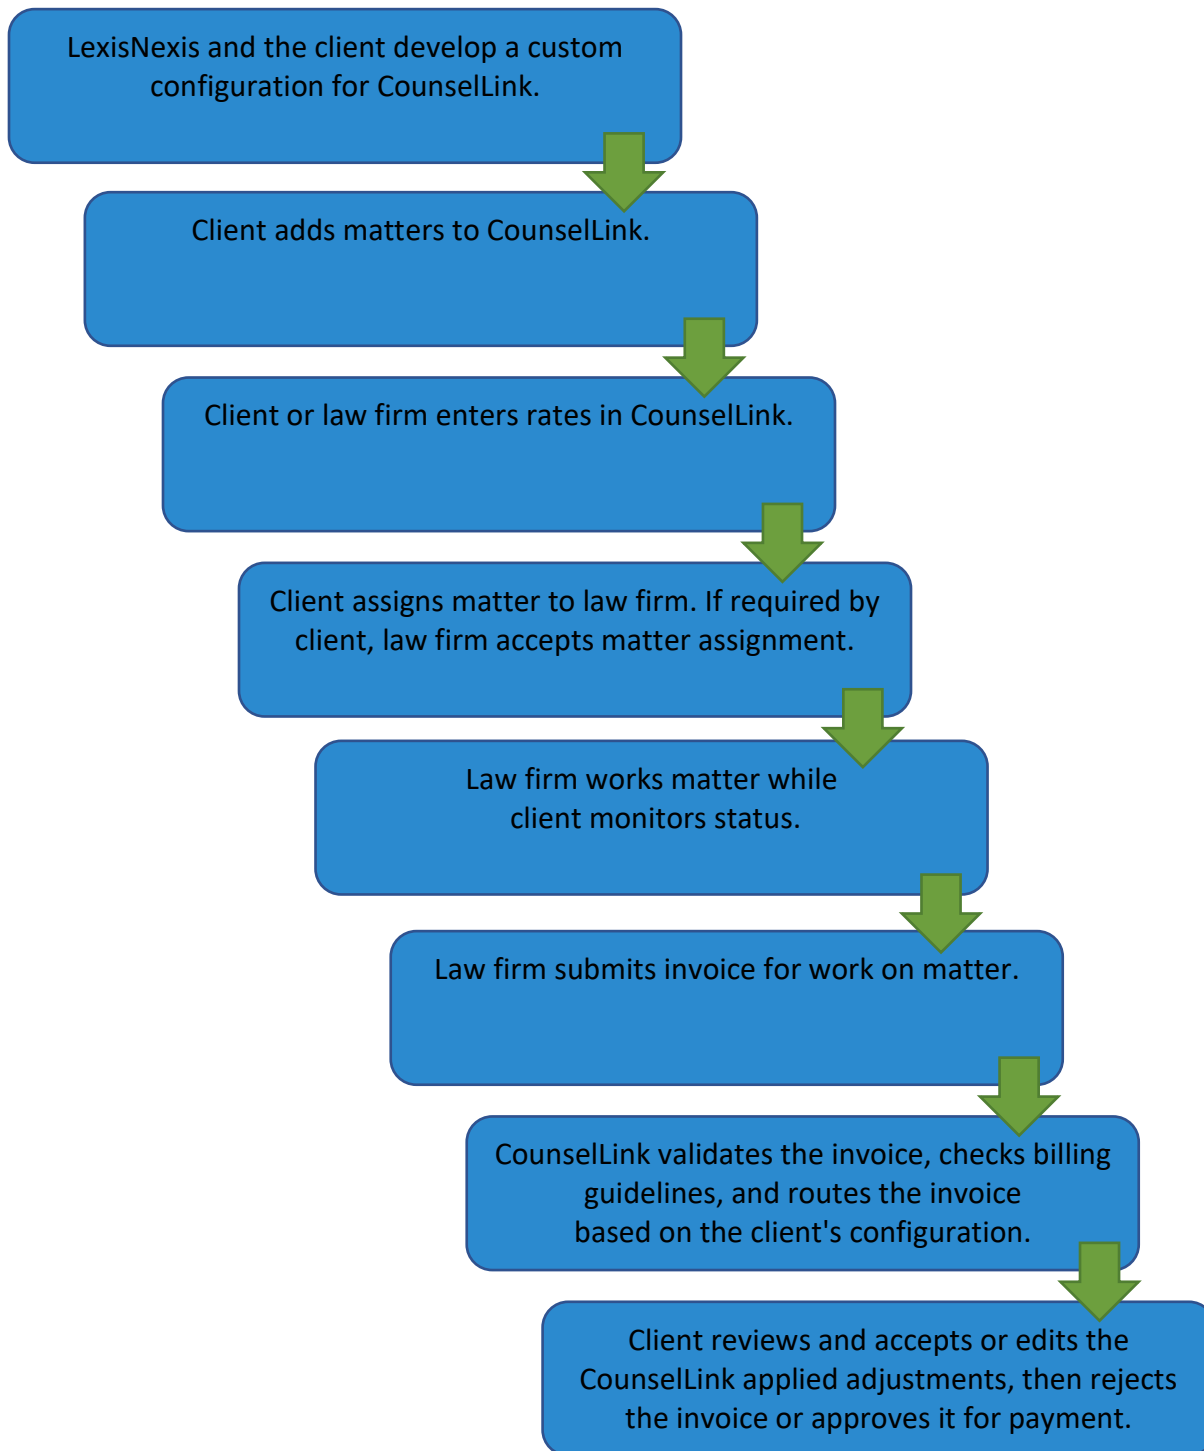 LexisNexis and the client develop a custom
configuration for CounselLink.
Client adds matters to CounselLink.
Client or law firm enters rates in CounselLink.
Client assigns matter to law firm. If required by
client, law firm accepts matter assignment.
Law firm works matter while
client monitors status.
Law firm submits invoice for work on matter.
CounselLink validates the invoice, checks billing
guidelines, and routes the invoice
based on the client's configuration.
Client reviews and accepts or edits the
CounselLink applied adjustments, then rejects
the invoice or approves it for payment.